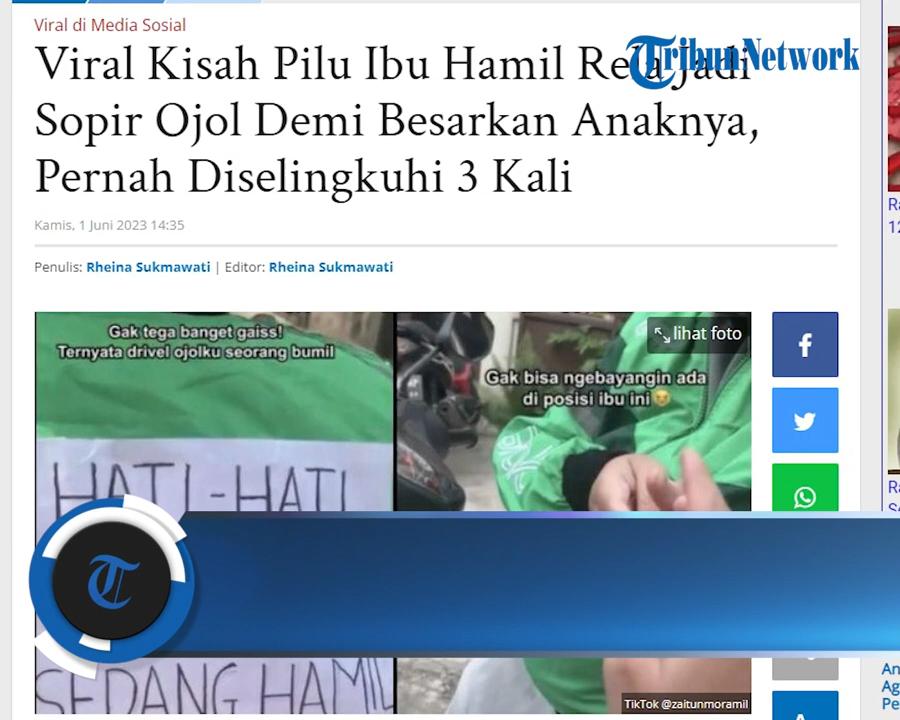 Viral di Media Sosial
TribunNetwork
Viral Kisah Pilu Ibu Hamil Rela Jadi
Sopir Ojol Demi Besarkan Anaknya,
Pernah Diselingkuhi 3 Kali
Kamis, 1 Juni 2023 14:35
Penulis: Rheina Sukmawati | Editor: Rheina Sukmawati
Gak tega banget gaiss!
Ternyata drivel ojolku seorang bumil
lihat foto
Gak bisa ngebayangin ada
di posisi ibu ini😢
HATI-HATI
SEDANG HAMIL
TikTok @zaitunmoramil